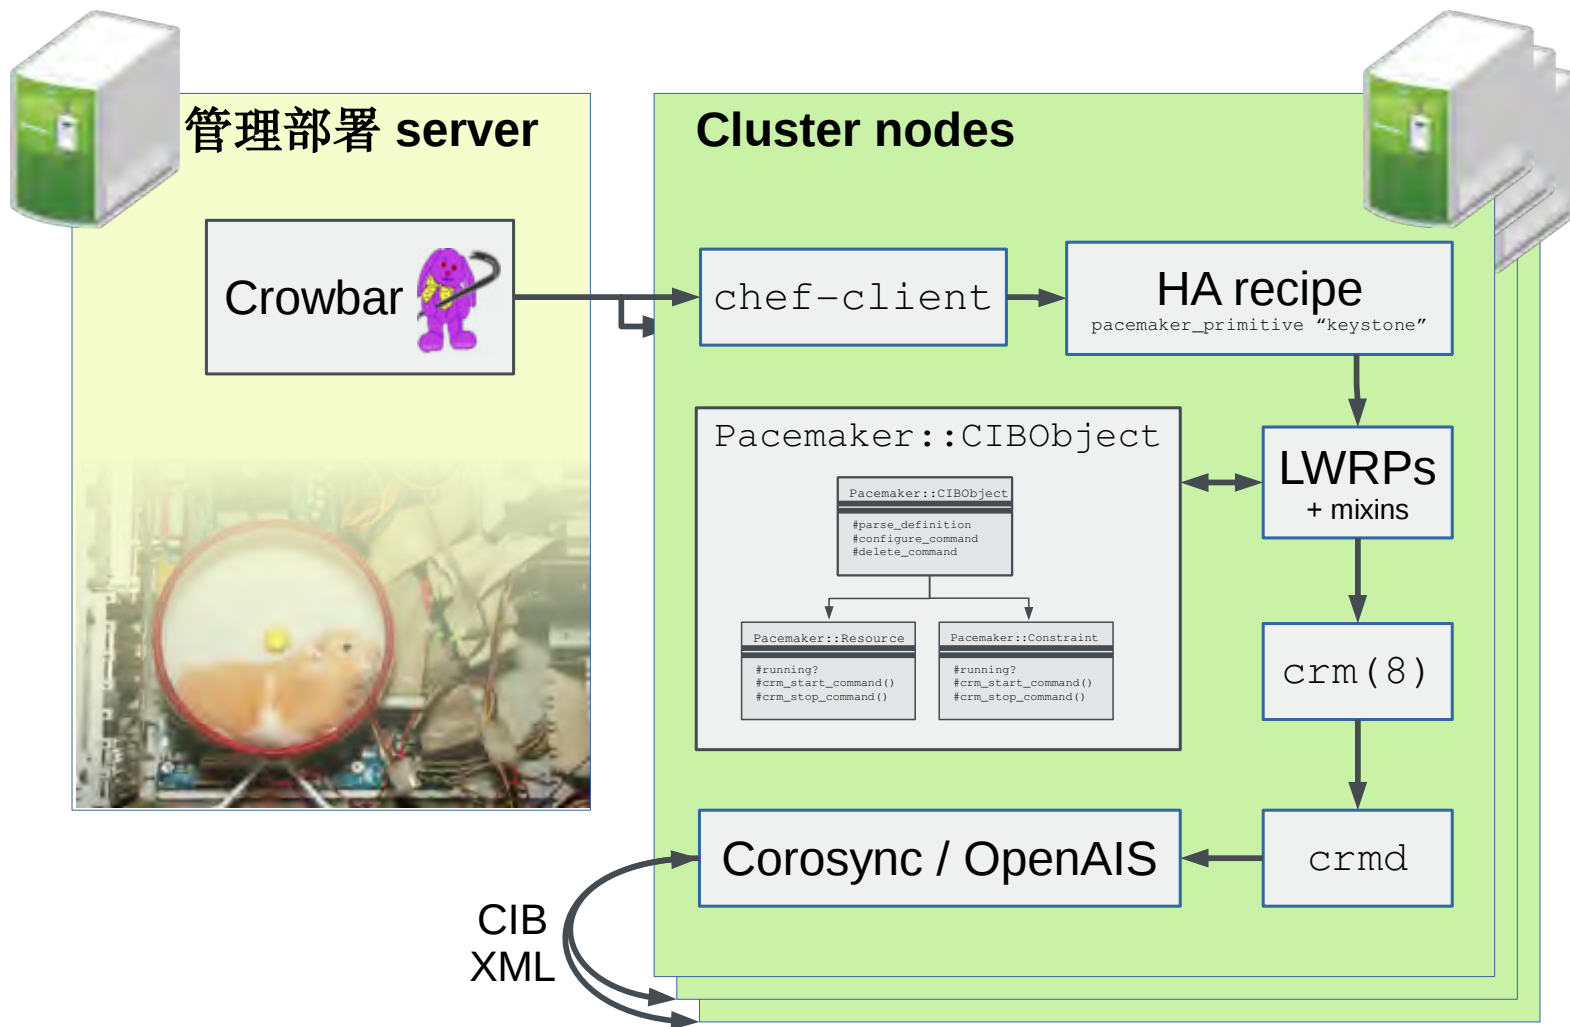 管理部署 server
Cluster nodes
Crowbar
chef-client
HA recipe
pacemaker_primitive “keystone”
Pacemaker::CIBObject
Pacemaker::CIBObject
#parse_definition
#configure_command
#delete_command
Pacemaker::Resource
#running?
#crm_start_command()
#crm_stop_command()
Pacemaker::Constraint
#running?
#crm_start_command()
#crm_stop_command()
LWRPs
+ mixins
crm(8)
crmd
Corosync / OpenAIS
CIB
XML